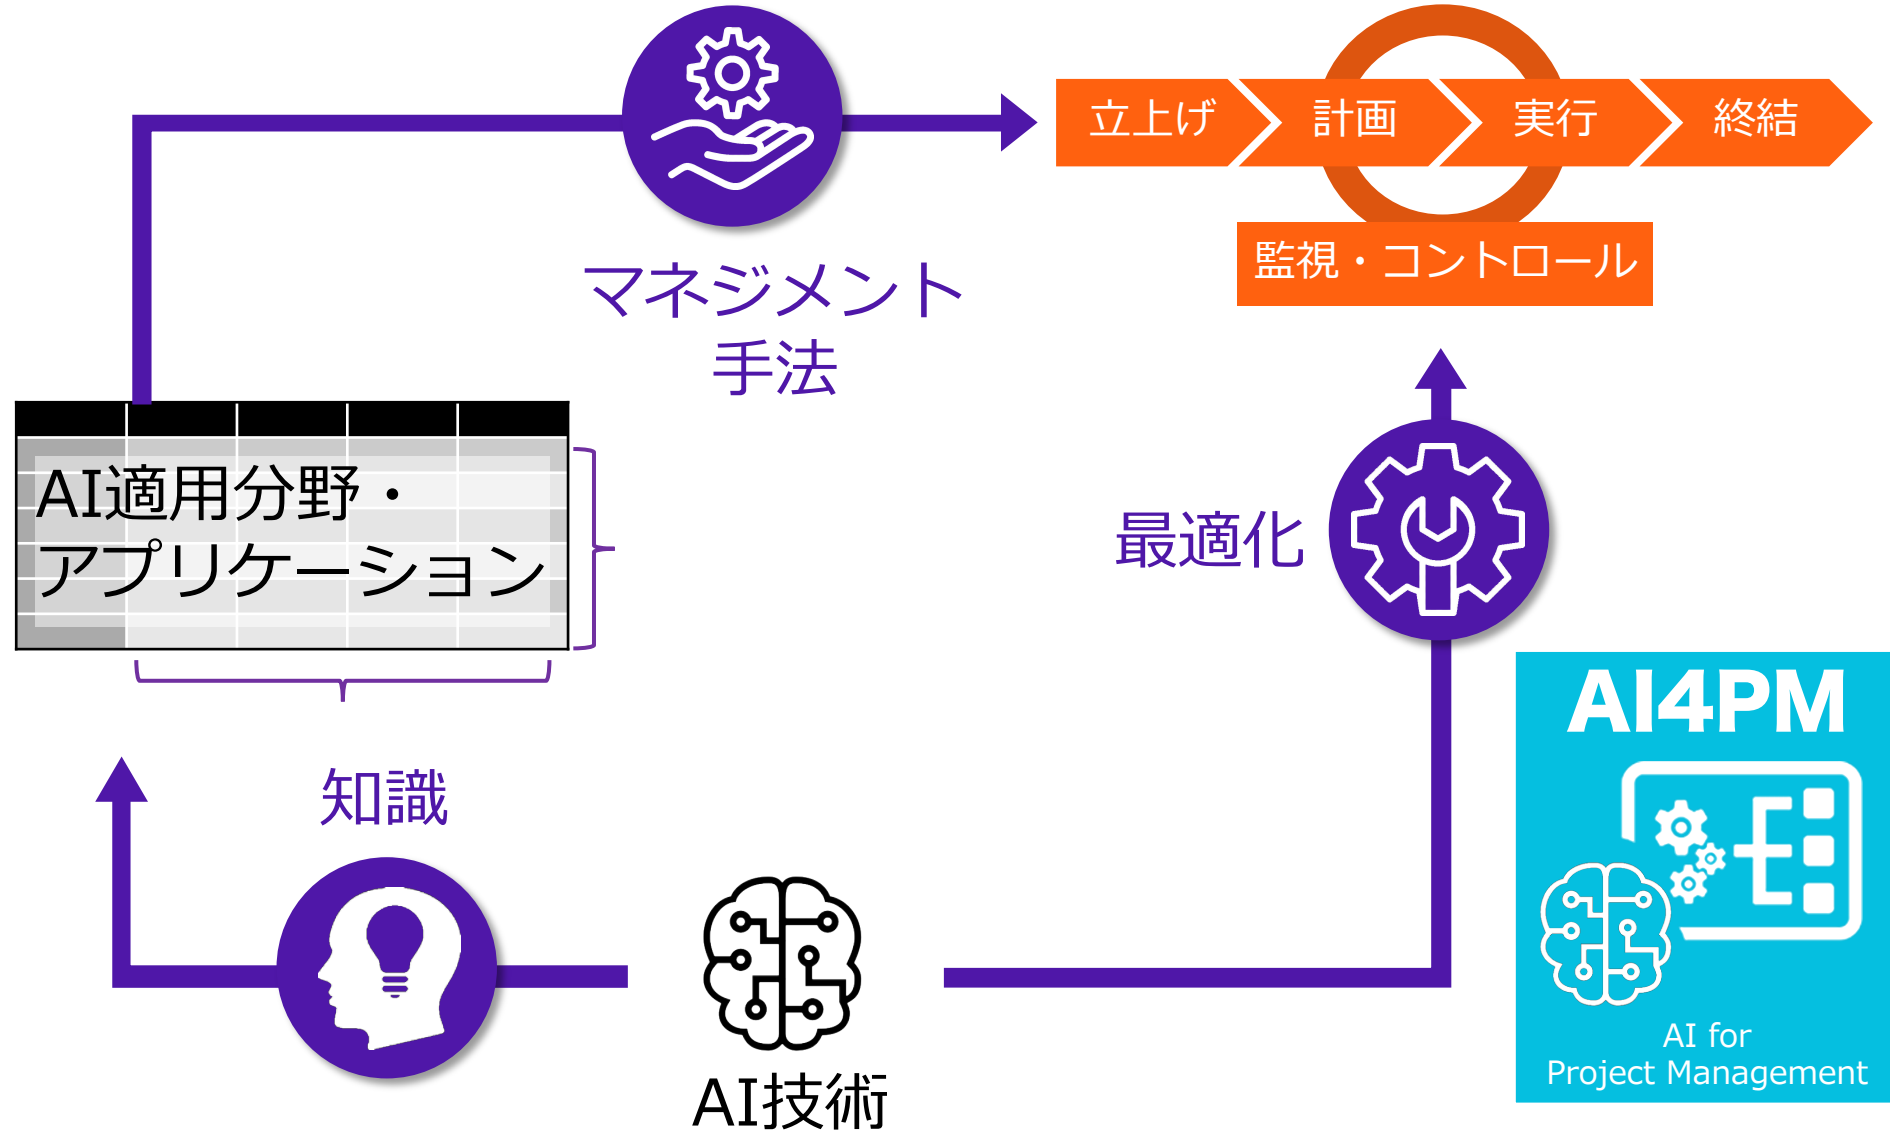 立上げ
計画
実行
終結
監視・コントロール
マネジメント
手法
AI適用分野・
アプリケーション
最適化
知識
AI技術
AI4PM
AI for
Project Management